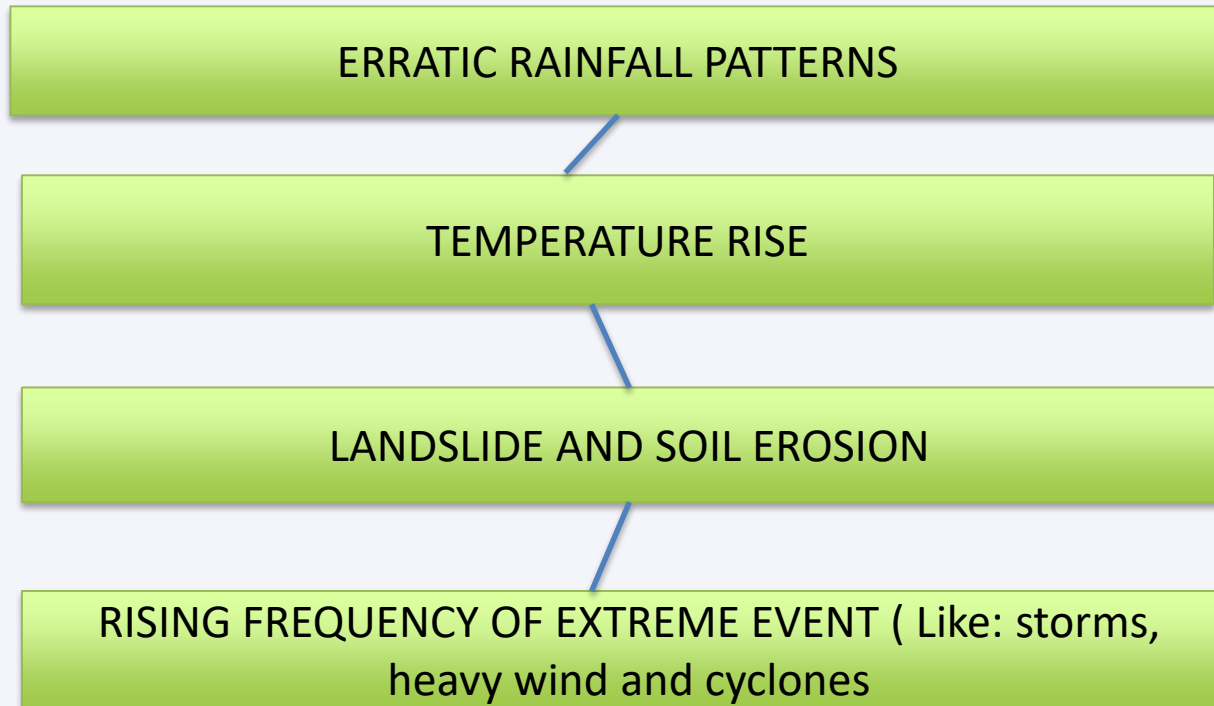 ERRATIC RAINFALL PATTERNS
TEMPERATURE RISE
LANDSLIDE AND SOIL EROSION
RISING FREQUENCY OF EXTREME EVENT ( Like: storms,
heavy wind and cyclones